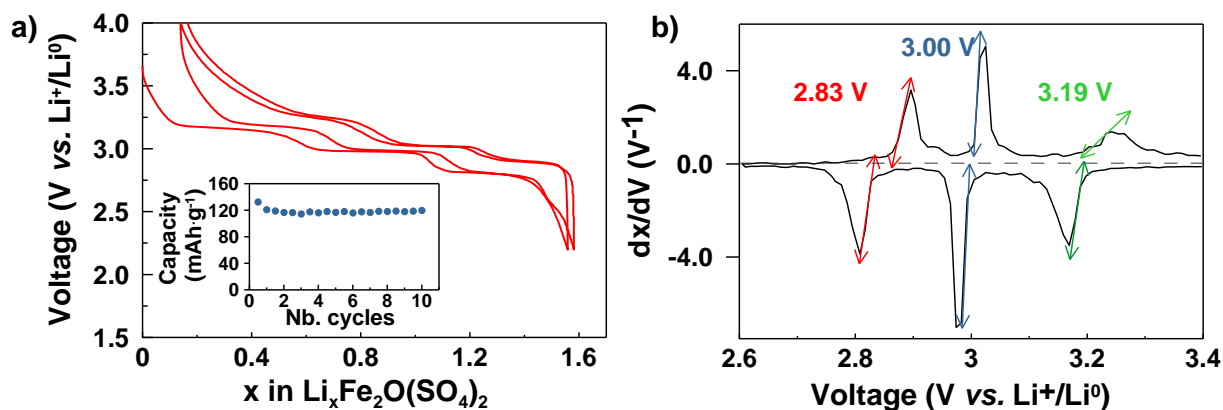 a)
Voltage (V vs. Li⁺/Li⁰)
4.0
3.5
3.0
2.5
2.0
1.5
0
0.4
0.8
1.2
1.6
x in LiₓFe₂O(SO₄)₂
Capacity
(mAh·g⁻¹)
160
120
80
40
0
0 2 4 6 8 10
Nb. cycles
b)
dx/dV (V⁻¹)
4.0
0.0
-4.0
2.83 V
3.00 V
3.19 V
2.6
2.8
3
3.2
3.4
Voltage (V vs. Li⁺/Li⁰)